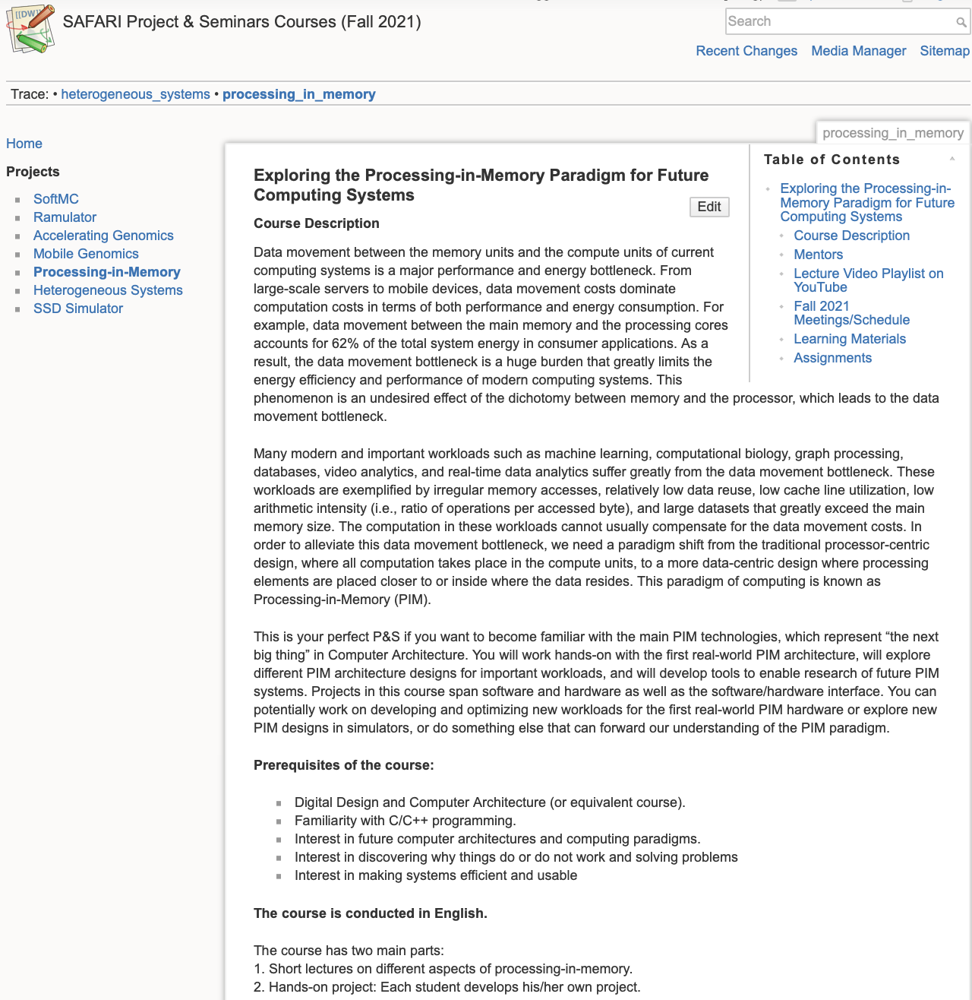 [[DW
SAFARI Project & Seminars Courses (Fall 2021)
Search
Recent Changes Media Manager Sitemap
Trace: • heterogeneous_systems • processing_in_memory
processing_in_memory
Home
Projects
SoftMC
Ramulator
Accelerating Genomics
Mobile Genomics
Processing-in-Memory
Heterogeneous Systems
SSD Simulator
Table of Contents
Exploring the Processing-in-
Memory Paradigm for Future
Computing Systems
Course Description
Mentors
Lecture Video Playlist on
YouTube
Fall 2021
Meetings/Schedule
Learning Materials
Assignments
Exploring the Processing-in-Memory Paradigm for Future
Computing Systems
Edit
Course Description
Data movement between the memory units and the compute units of current
computing systems is a major performance and energy bottleneck. From
large-scale servers to mobile devices, data movement costs dominate
computation costs in terms of both performance and energy consumption. For
example, data movement between the main memory and the processing cores
accounts for 62% of the total system energy in consumer applications. As a
result, the data movement bottleneck is a huge burden that greatly limits the
energy efficiency and performance of modern computing systems. This
phenomenon is an undesired effect of the dichotomy between memory and the processor, which leads to the data
movement bottleneck.
Many modern and important workloads such as machine learning, computational biology, graph processing,
databases, video analytics, and real-time data analytics suffer greatly from the data movement bottleneck. These
workloads are exemplified by irregular memory accesses, relatively low data reuse, low cache line utilization, low
arithmetic intensity (i.e., ratio of operations per accessed byte), and large datasets that greatly exceed the main
memory size. The computation in these workloads cannot usually compensate for the data movement costs. In
order to alleviate this data movement bottleneck, we need a paradigm shift from the traditional processor-centric
design, where all computation takes place in the compute units, to a more data-centric design where processing
elements are placed closer to or inside where the data resides. This paradigm of computing is known as
Processing-in-Memory (PIM).
This is your perfect P&S if you want to become familiar with the main PIM technologies, which represent “the next
big thing” in Computer Architecture. You will work hands-on with the first real-world PIM architecture, will explore
different PIM architecture designs for important workloads, and will develop tools to enable research of future PIM
systems. Projects in this course span software and hardware as well as the software/hardware interface. You can
potentially work on developing and optimizing new workloads for the first real-world PIM hardware or explore new
PIM designs in simulators, or do something else that can forward our understanding of the PIM paradigm.
Prerequisites of the course:
Digital Design and Computer Architecture (or equivalent course).
Familiarity with C/C++ programming.
Interest in future computer architectures and computing paradigms.
Interest in discovering why things do or do not work and solving problems
Interest in making systems efficient and usable
The course is conducted in English.
The course has two main parts:
1. Short lectures on different aspects of processing-in-memory.
2. Hands-on project: Each student develops his/her own project.